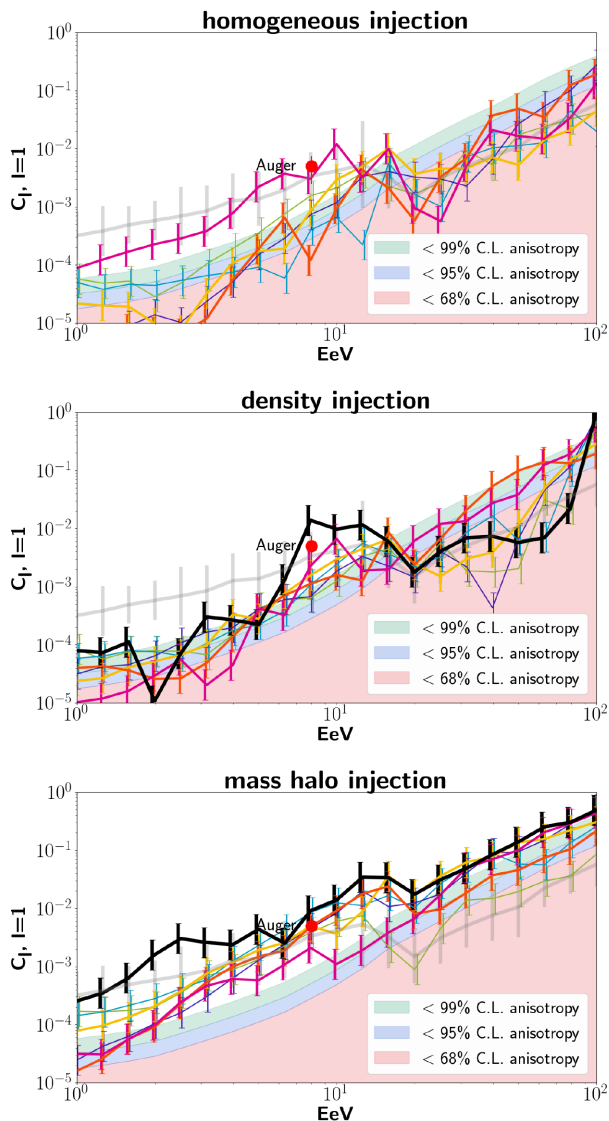 homogeneous injection
10^0
10^-1
10^-2
10^-3
10^-4
10^-5
C_l, l=1
Auger
< 99% C.L. anisotropy
< 95% C.L. anisotropy
< 68% C.L. anisotropy
10^0
10^1
10^2
EeV
density injection
10^0
10^-1
10^-2
10^-3
10^-4
10^-5
C_l, l=1
Auger
< 99% C.L. anisotropy
< 95% C.L. anisotropy
< 68% C.L. anisotropy
10^0
10^1
10^2
EeV
mass halo injection
10^0
10^-1
10^-2
10^-3
10^-4
10^-5
C_l, l=1
Auger
< 99% C.L. anisotropy
< 95% C.L. anisotropy
< 68% C.L. anisotropy
10^0
10^1
10^2
EeV